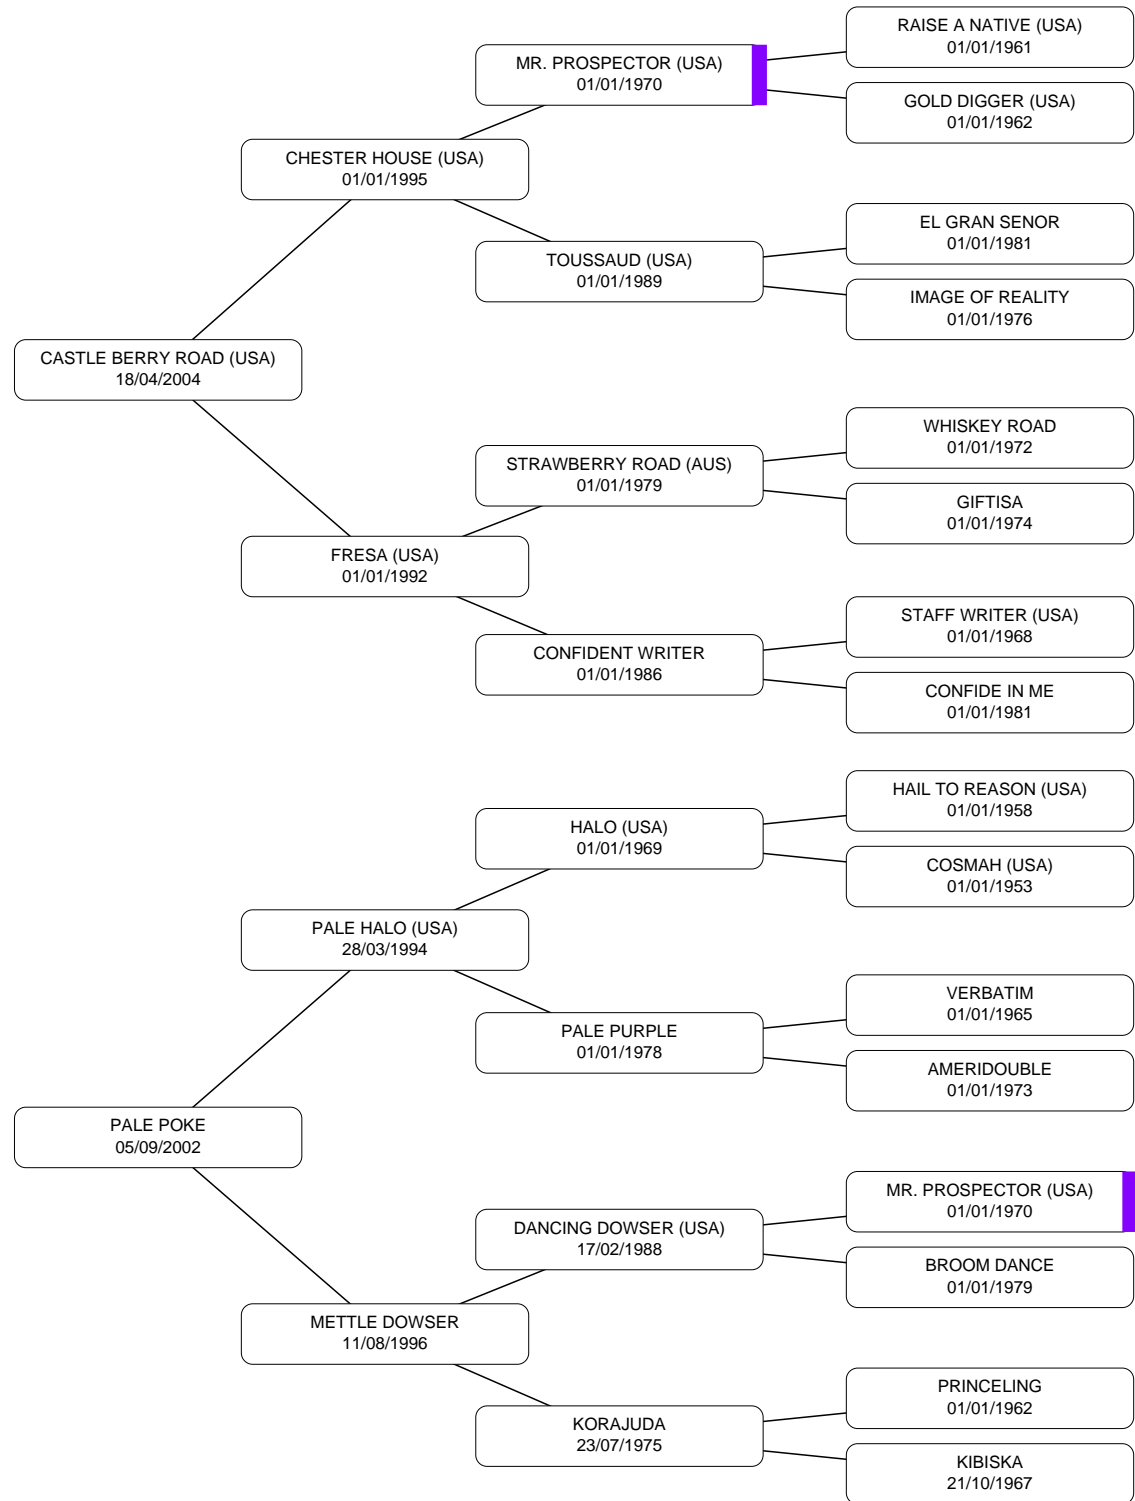 RAISE A NATIVE (USA)
01/01/1961
MR. PROSPECTOR (USA)
01/01/1970
GOLD DIGGER (USA)
01/01/1962
CHESTER HOUSE (USA)
01/01/1995
EL GRAN SENOR
01/01/1981
TOUSSAUD (USA)
01/01/1989
IMAGE OF REALITY
01/01/1976
CASTLE BERRY ROAD (USA)
18/04/2004
WHISKEY ROAD
01/01/1972
STRAWBERRY ROAD (AUS)
01/01/1979
GIFTISA
01/01/1974
FRESA (USA)
01/01/1992
STAFF WRITER (USA)
01/01/1968
CONFIDENT WRITER
01/01/1986
CONFIDE IN ME
01/01/1981
HAIL TO REASON (USA)
01/01/1958
HALO (USA)
01/01/1969
COSMAH (USA)
01/01/1953
PALE HALO (USA)
28/03/1994
VERBATIM
01/01/1965
PALE PURPLE
01/01/1978
AMERIDOUBLE
01/01/1973
PALE POKE
05/09/2002
MR. PROSPECTOR (USA)
01/01/1970
DANCING DOWSER (USA)
17/02/1988
BROOM DANCE
01/01/1979
METTLE DOWSER
11/08/1996
PRINCELING
01/01/1962
KORAJUDA
23/07/1975
KIBISKA
21/10/1967